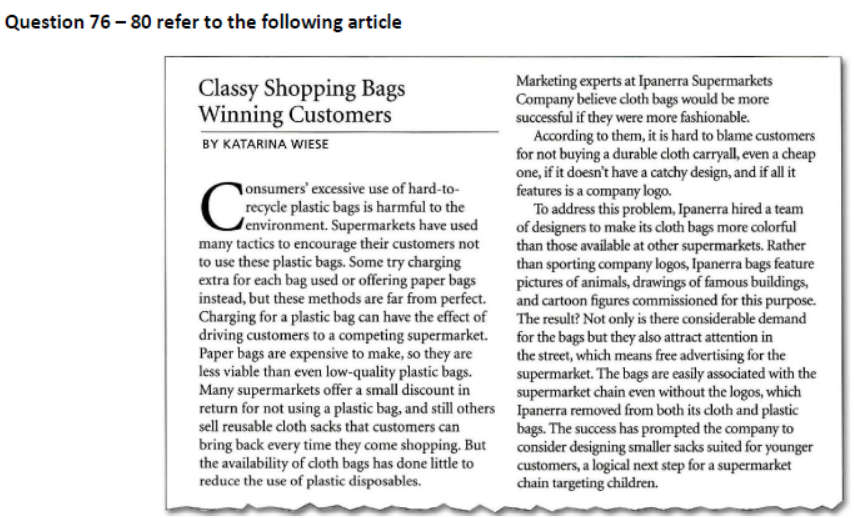 Question 76 – 80 refer to the following article
Classy Shopping Bags
Winning Customers
BY KATARINA WIESE
Consumers' excessive use of hard-to-
recycle plastic bags is harmful to the
environment. Supermarkets have used
many tactics to encourage their customers not
to use these plastic bags. Some try charging
extra for each bag used or offering paper bags
instead, but these methods are far from perfect.
Charging for a plastic bag can have the effect of
driving customers to a competing supermarket.
Paper bags are expensive to make, so they are
less viable than even low-quality plastic bags.
Many supermarkets offer a small discount in
return for not using a plastic bag, and still others
sell reusable cloth sacks that customers can
bring back every time they come shopping. But
the availability of cloth bags has done little to
reduce the use of plastic disposables.
Marketing experts at Ipanerra Supermarkets
Company believe cloth bags would be more
successful if they were more fashionable.
According to them, it is hard to blame customers
for not buying a durable cloth carryall, even a cheap
one, if it doesn't have a catchy design, and if all it
features is a company logo.
To address this problem, Ipanerra hired a team
of designers to make its cloth bags more colorful
than those available at other supermarkets. Rather
than sporting company logos, Ipanerra bags feature
pictures of animals, drawings of famous buildings,
and cartoon figures commissioned for this purpose.
The result? Not only is there considerable demand
for the bags but they also attract attention in
the street, which means free advertising for the
supermarket. The bags are easily associated with the
supermarket chain even without the logos, which
Ipanerra removed from both its cloth and plastic
bags. The success has prompted the company to
consider designing smaller sacks suited for younger
customers, a logical next step for a supermarket
chain targeting children.